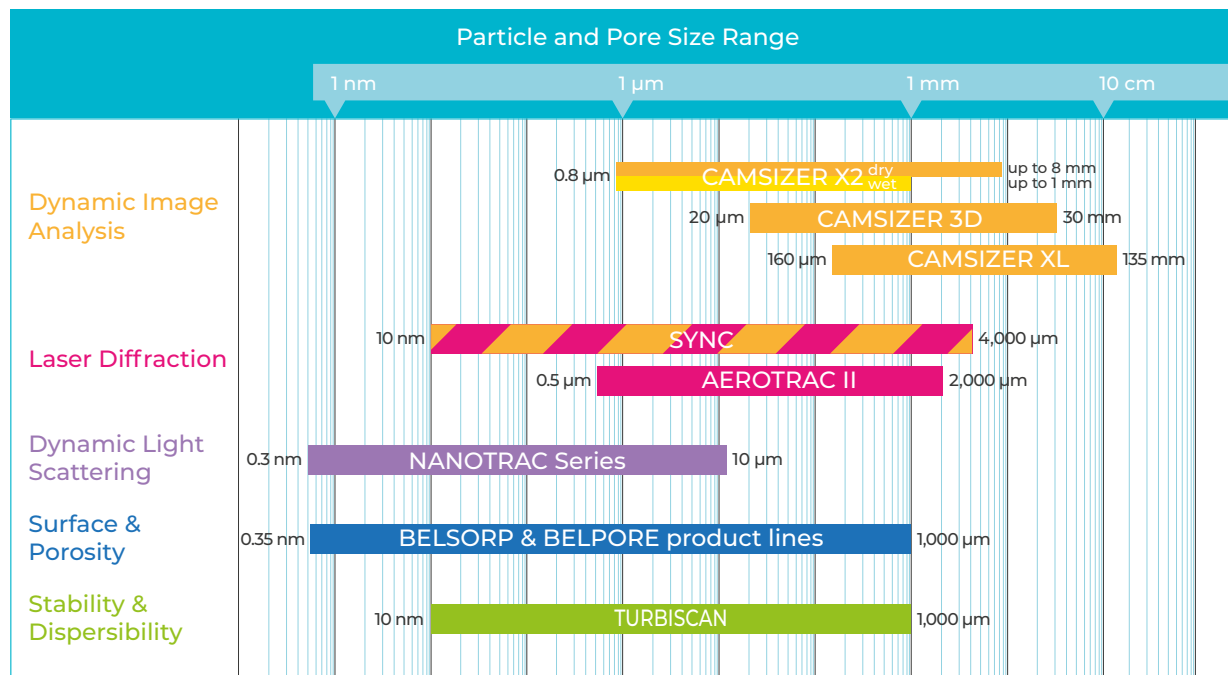 Particle and Pore Size Range
1 nm
1 µm
1 mm
10 cm
Dynamic Image
Analysis
0.8 µm
CAMSIZER X2 dry
wet
up to 8 mm
up to 1 mm
20 µm
CAMSIZER 3D
30 mm
160 µm
CAMSIZER XL
135 mm
Laser Diffraction
10 nm
SYNC
4,000 µm
0.5 µm
AEROTRAC II
2,000 µm
Dynamic Light
Scattering
0.3 nm
NANOTRAC Series
10 µm
Surface &
Porosity
0.35 nm
BELSORP & BELPORE product lines
1,000 µm
Stability &
Dispersibility
10 nm
TURBISCAN
1,000 µm